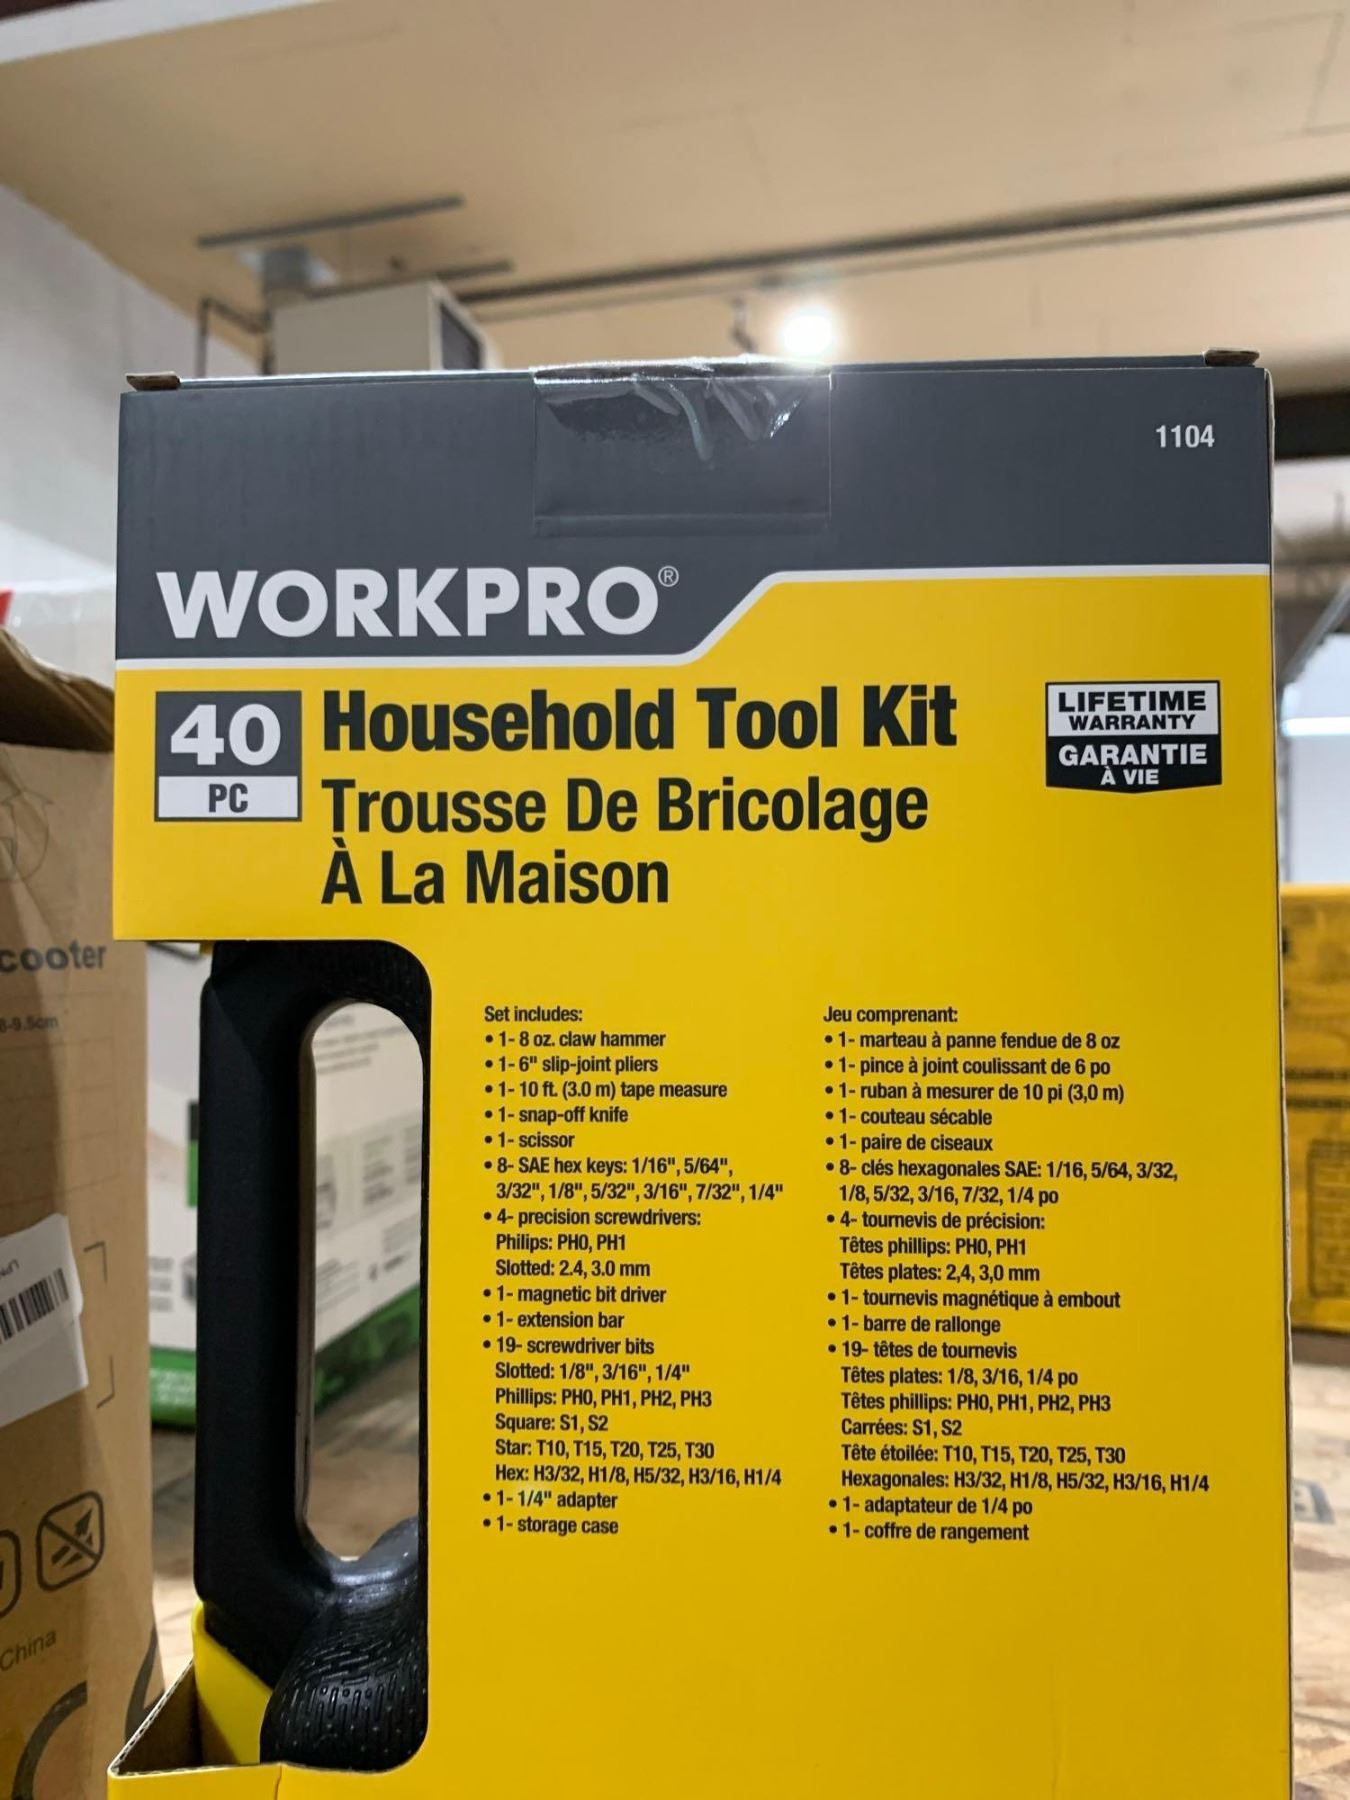 1104
WORKPRO®
40
PC
Household Tool Kit
Trousse De Bricolage
À La Maison
LIFETIME
WARRANTY
GARANTIE
À VIE
Set includes:
• 1- 8 oz. claw hammer
• 1- 6" slip-joint pliers
• 1- 10 ft. (3.0 m) tape measure
• 1- snap-off knife
• 1- scissor
• 8- SAE hex keys: 1/16", 5/64",
3/32", 1/8", 5/32", 3/16", 7/32", 1/4"
• 4- precision screwdrivers:
Philips: PH0, PH1
Slotted: 2.4, 3.0 mm
• 1- magnetic bit driver
• 1- extension bar
• 19- screwdriver bits
Slotted: 1/8", 3/16", 1/4"
Phillips: PH0, PH1, PH2, PH3
Square: S1, S2
Star: T10, T15, T20, T25, T30
Hex: H3/32, H1/8, H5/32, H3/16, H1/4
• 1- 1/4" adapter
• 1- storage case
Jeu comprenant:
• 1- marteau à panne fendue de 8 oz
• 1- pince à joint coulissant de 6 po
• 1- ruban à mesurer de 10 pi (3,0 m)
• 1- couteau sécable
• 1- paire de ciseaux
• 8- clés hexagonales SAE: 1/16, 5/64, 3/32,
1/8, 5/32, 3/16, 7/32, 1/4 po
• 4- tournevis de précision:
Têtes phillips: PH0, PH1
Têtes plates: 2,4, 3,0 mm
• 1- tournevis magnétique à embout
• 1- barre de rallonge
• 19- têtes de tournevis
Têtes plates: 1/8, 3/16, 1/4 po
Têtes phillips: PH0, PH1, PH2, PH3
Carrées: S1, S2
Tête étoilée: T10, T15, T20, T25, T30
Hexagonales: H3/32, H1/8, H5/32, H3/16, H1/4
• 1- adaptateur de 1/4 po
• 1- coffre de rangement
cooter
8-9.5cm
China